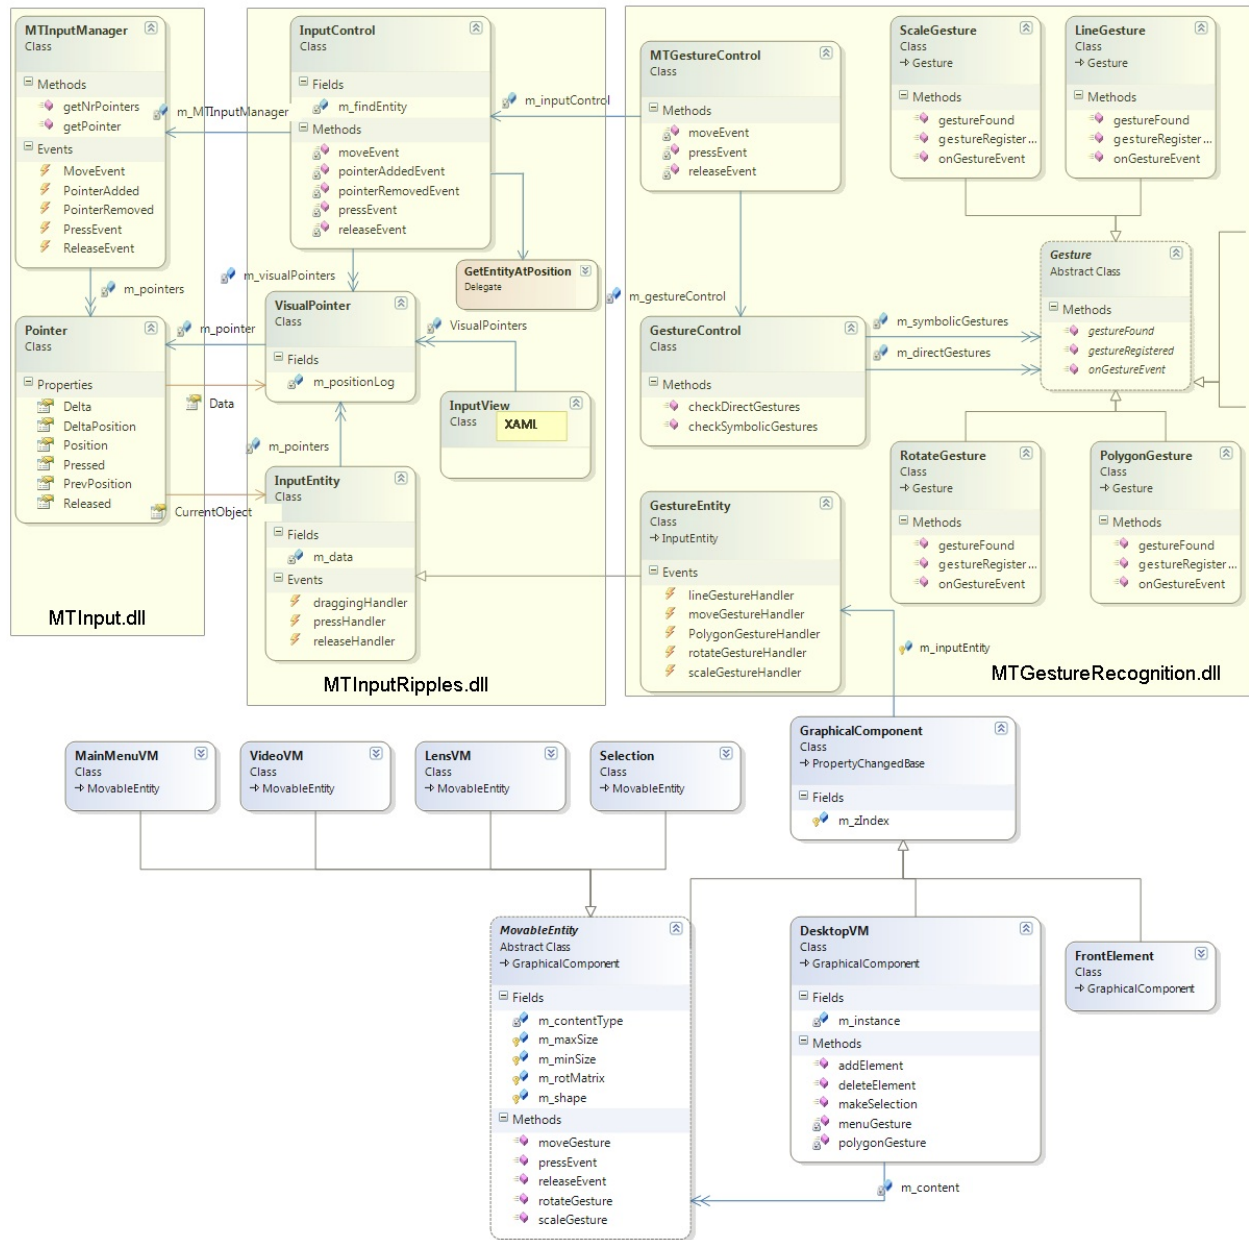 MTInputManager
Class
Methods
getNrPointers
getPointer
Events
MoveEvent
PointerAdded
PointerRemoved
PressEvent
ReleaseEvent
m_pointers
Pointer
Class
Properties
Delta
DeltaPosition
Position
Pressed
PrevPosition
Released
MTInput.dll
m_MTInputManager
InputControl
Class
Fields
m_findEntity
Methods
moveEvent
pointerAddedEvent
pointerRemovedEvent
pressEvent
releaseEvent
m_visualPointers
GetEntityAtPosition
Delegate
VisualPointer
Class
Fields
m_positionLog
m_pointer
VisualPointers
Data
InputView
Class
XAML
m_pointers
CurrentObject
InputEntity
Class
Fields
m_data
Events
draggingHandler
pressHandler
releaseHandler
MTInputRipples.dll
m_inputControl
MTGestureControl
Class
Methods
moveEvent
pressEvent
releaseEvent
m_gestureControl
GestureControl
Class
Methods
checkDirectGestures
checkSymbolicGestures
m_symbolicGestures
m_directGestures
ScaleGesture
Class
Gesture
Methods
gestureFound
gestureRegister...
onGestureEvent
LineGesture
Class
Gesture
Methods
gestureFound
gestureRegister...
onGestureEvent
Gesture
Abstract Class
Methods
gestureFound
gestureRegistered
onGestureEvent
RotateGesture
Class
Gesture
Methods
gestureFound
gestureRegister...
onGestureEvent
PolygonGesture
Class
Gesture
Methods
gestureFound
gestureRegister...
onGestureEvent
GestureEntity
Class
InputEntity
Events
lineGestureHandler
moveGestureHandler
PolygonGestureHandler
rotateGestureHandler
scaleGestureHandler
m_inputEntity
MTGestureRecognition.dll
MainMenuVM
Class
MovableEntity
VideoVM
Class
MovableEntity
LensVM
Class
MovableEntity
Selection
Class
MovableEntity
GraphicalComponent
Class
PropertyChangedBase
Fields
m_zIndex
MovableEntity
Abstract Class
GraphicalComponent
Fields
m_contentType
m_maxSize
m_minSize
m_rotMatrix
m_shape
Methods
moveGesture
pressEvent
releaseEvent
rotateGesture
scaleGesture
DesktopVM
Class
GraphicalComponent
Fields
m_instance
Methods
addElement
deleteElement
makeSelection
menuGesture
polygonGesture
m_content
FrontElement
Class
GraphicalComponent